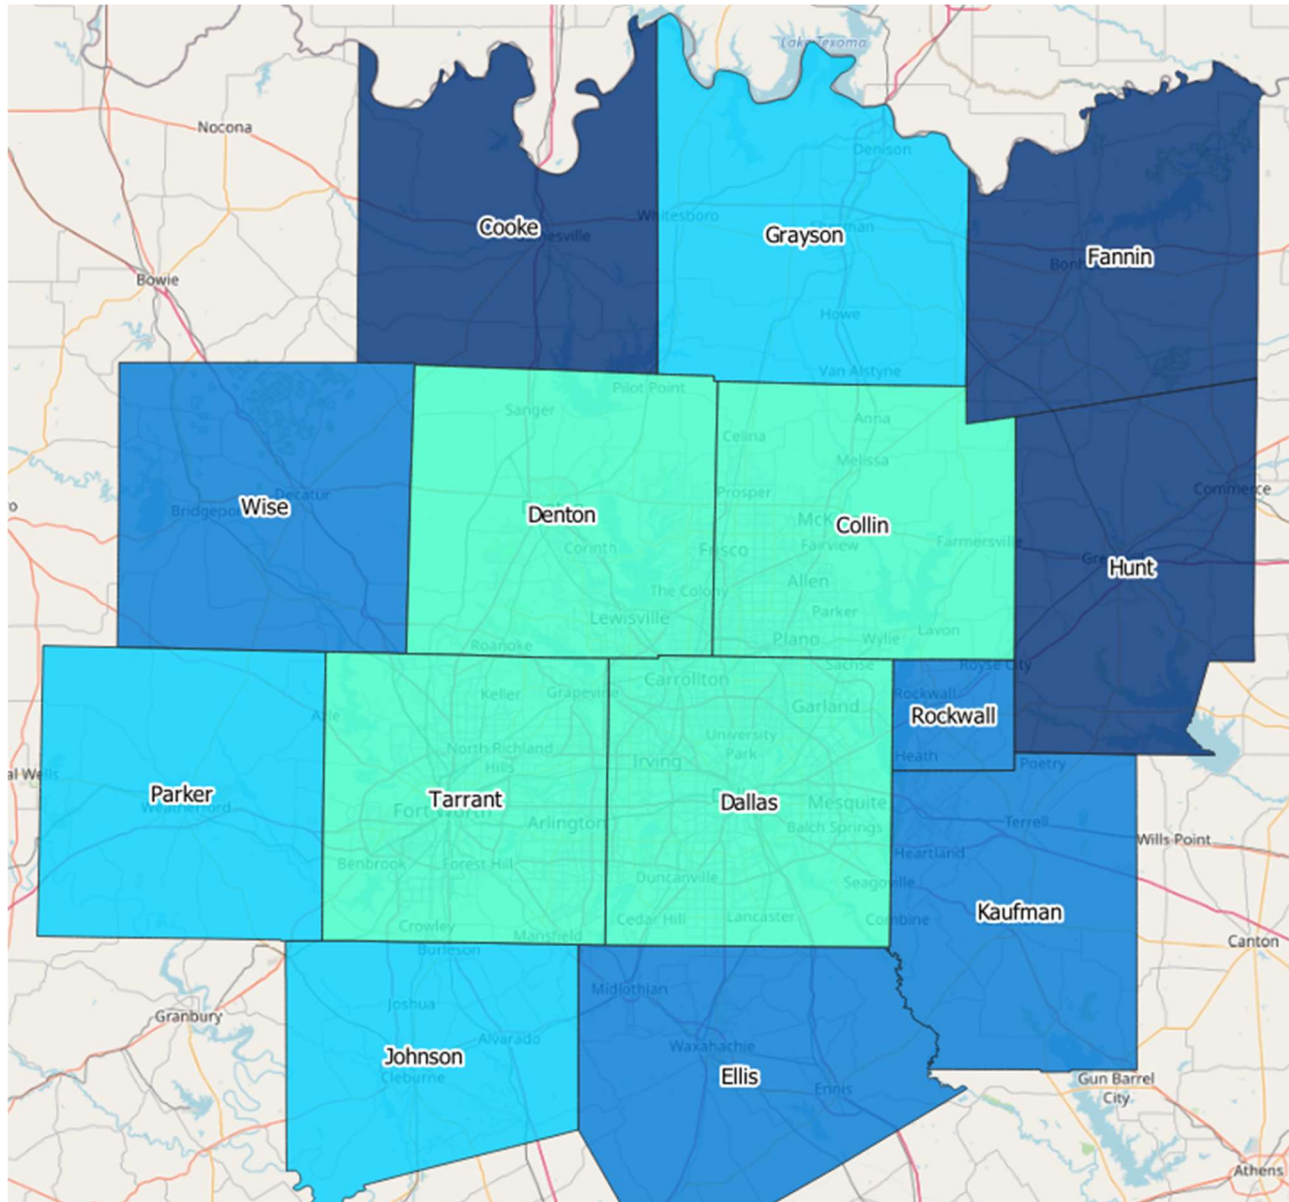 Lake Texoma
Nocona
Denison
Whitesboro
Cooke
Grayson
Fannin
Bowie
Howe
Van Alstyne
Pilot Point
Sanger
Anna
Celina
Melissa
Decatur
Wise
Prosper
Commerce
Denton
Collin
Corinth
Frisco
Fairview
Farmersville
Hunt
The Colony
Allen
Lewisville
Parker
Roanoke
Plano
Wylie
Lavon
Sachse
Royse City
Carrollton
Keller
Grapevine
Rockwall
Garland
Azle
Rockwall
North Richland
Hills
University
Park
Irving
Heath
Poetry
Parker
Weatherford
Tarrant
Dallas
Fort Worth
Arlington
Mesquite
Balch Springs
Terrell
Wills Point
Benbrook
Forest Hill
Heartland
Duncanville
Seagoville
Kaufman
Crowley
Mansfield
Cedar Hill
Lancaster
Combine
Burleson
Canton
Midlothian
Joshua
Granbury
Alvarado
Waxahachie
Johnson
Cleburne
Ellis
Ennis
Gun Barrel
City
Athens